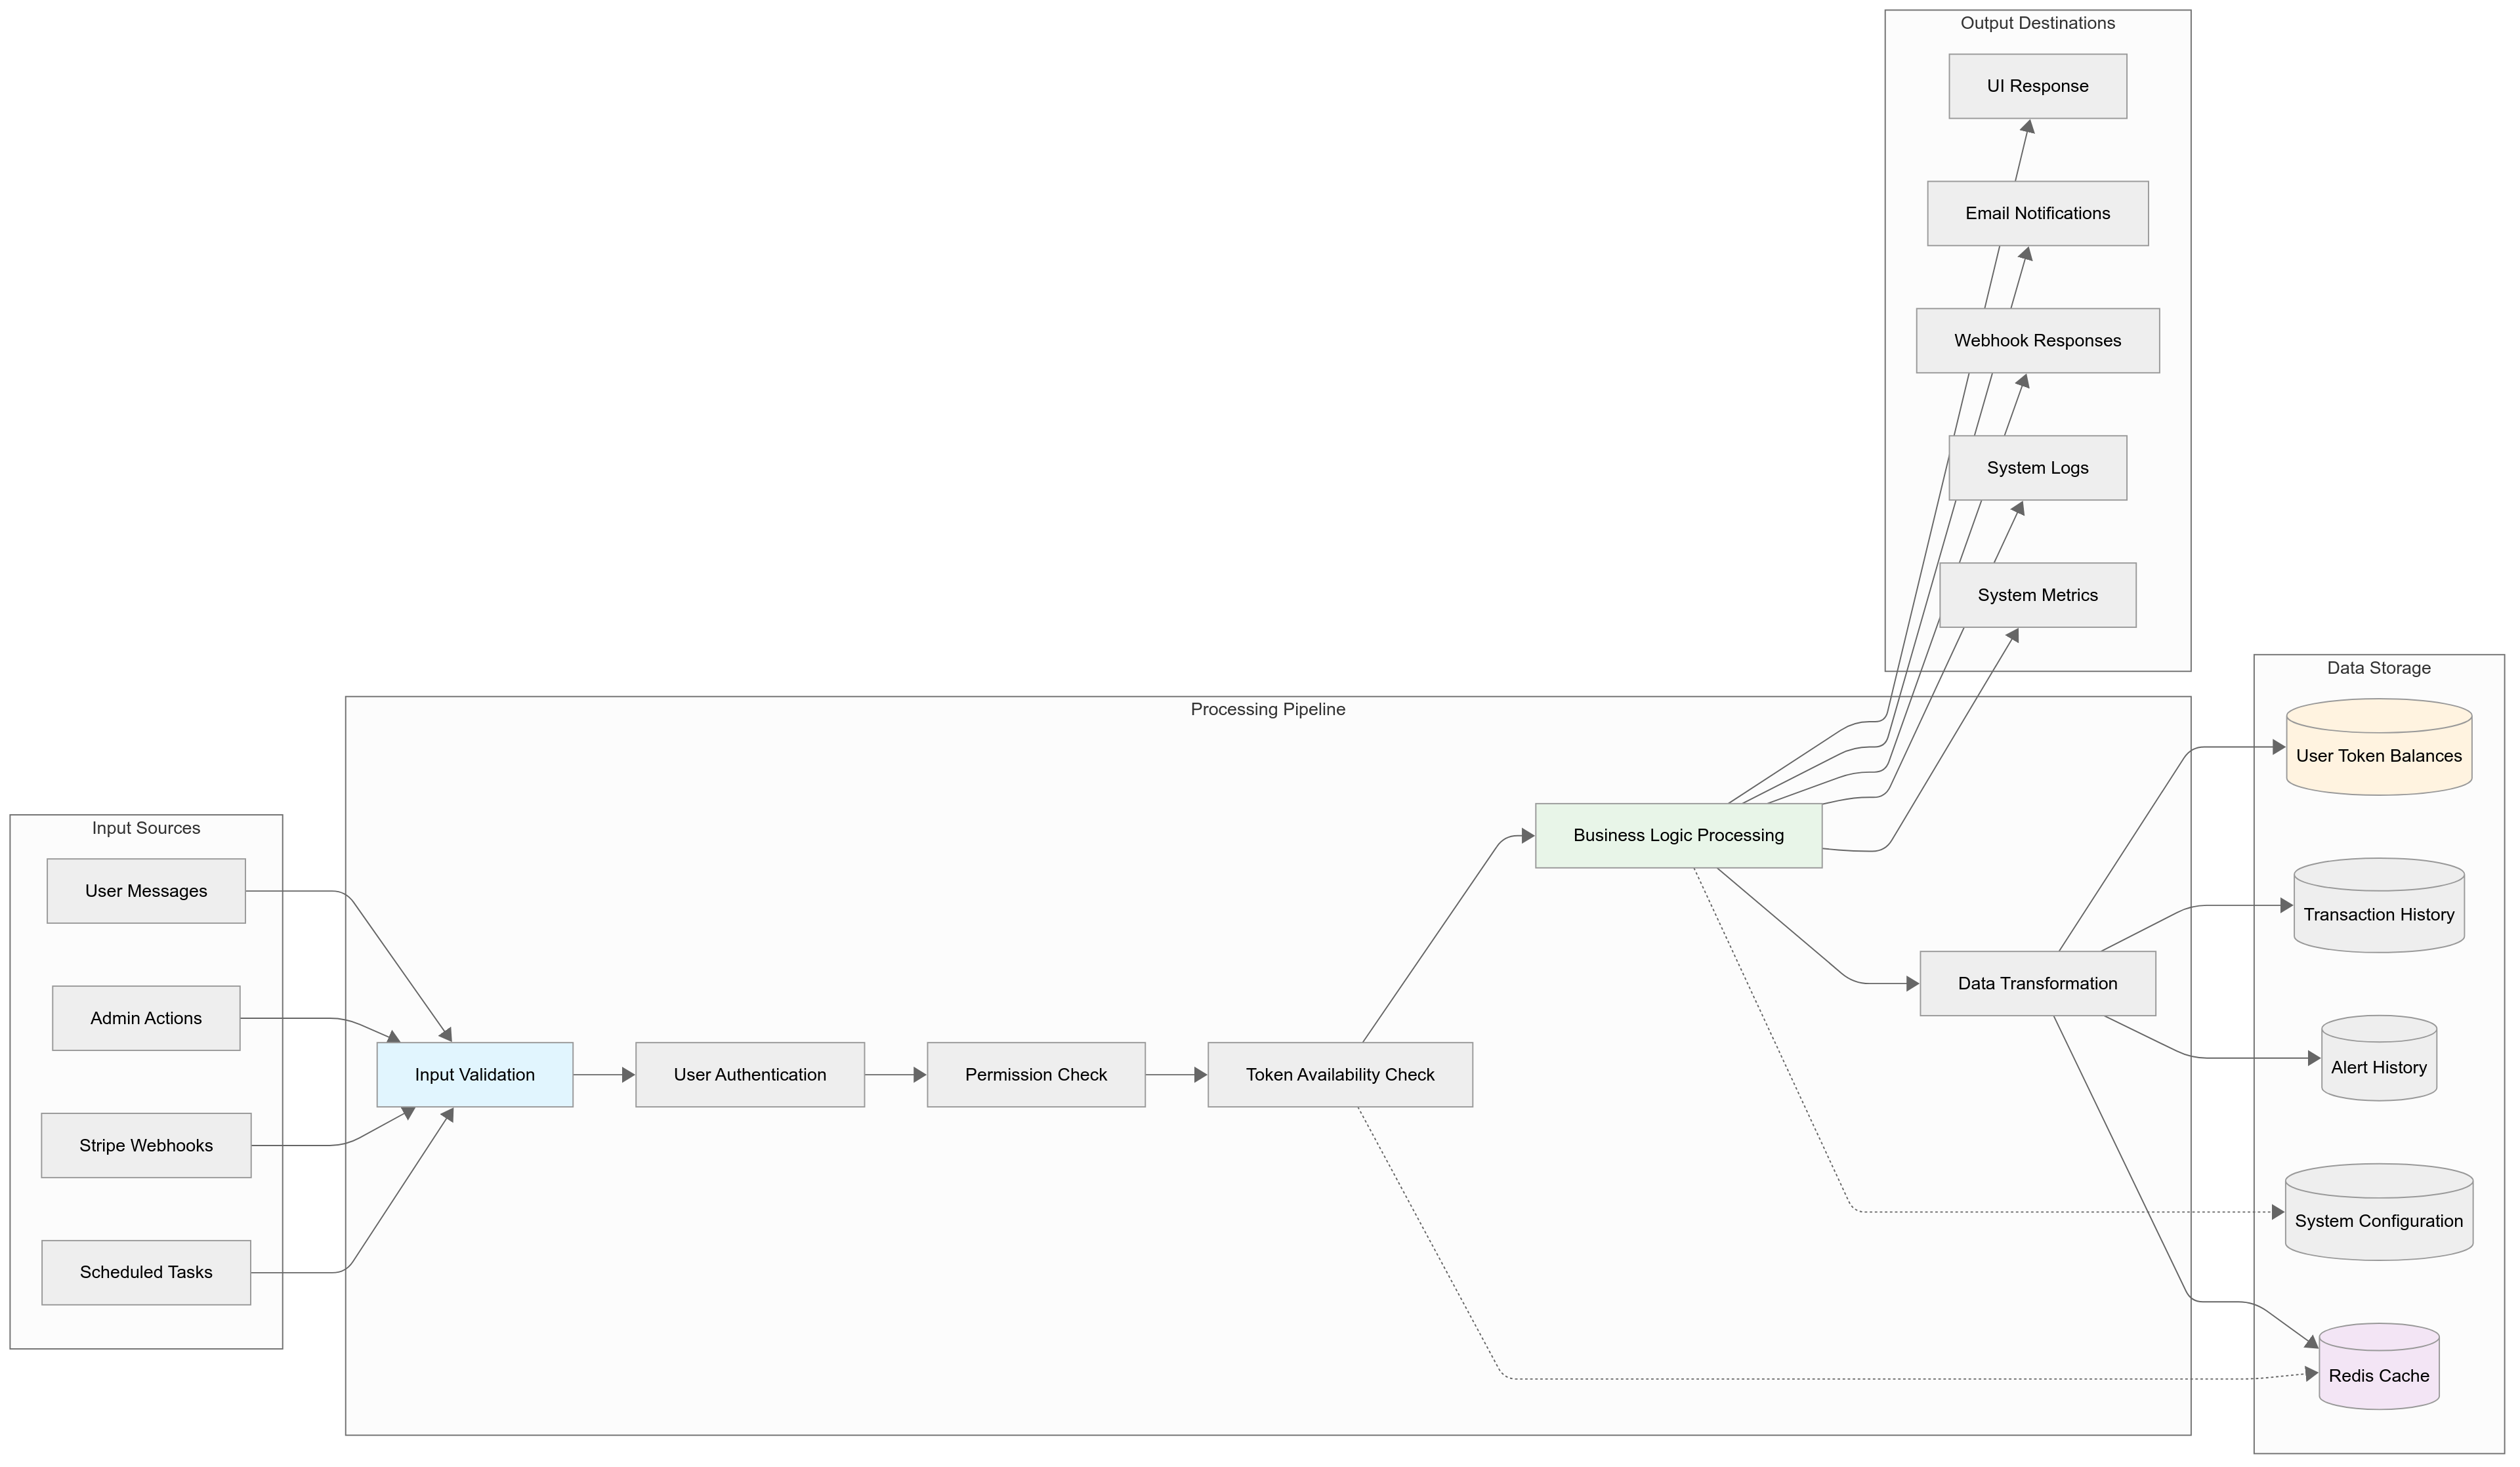 Output Destinations
UI Response
Email Notifications
Webhook Responses
System Logs
System Metrics
Processing Pipeline
Input Sources
User Messages
Admin Actions
Stripe Webhooks
Scheduled Tasks
Input Validation
User Authentication
Permission Check
Token Availability Check
Business Logic Processing
Data Transformation
Data Storage
User Token Balances
Transaction History
Alert History
System Configuration
Redis Cache